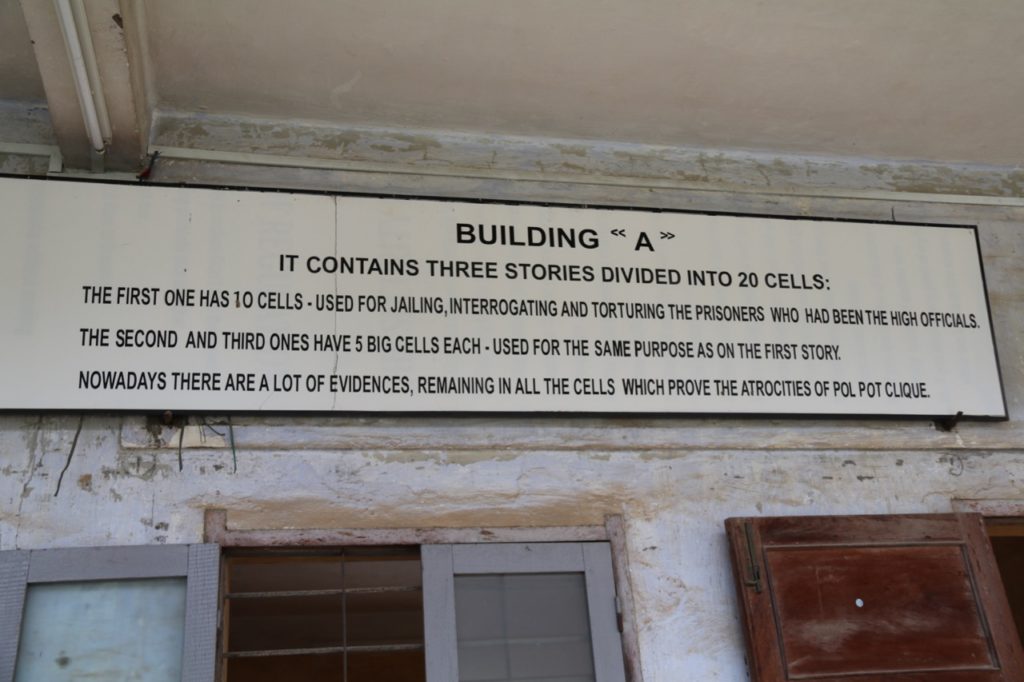 BUILDING « A »
IT CONTAINS THREE STORIES DIVIDED INTO 20 CELLS:
THE FIRST ONE HAS 10 CELLS - USED FOR JAILING, INTERROGATING AND TORTURING THE PRISONERS WHO HAD BEEN THE HIGH OFFICIALS.
THE SECOND AND THIRD ONES HAVE 5 BIG CELLS EACH - USED FOR THE SAME PURPOSE AS ON THE FIRST STORY.
NOWADAYS THERE ARE A LOT OF EVIDENCES, REMAINING IN ALL THE CELLS WHICH PROVE THE ATROCITIES OF POL POT CLIQUE.